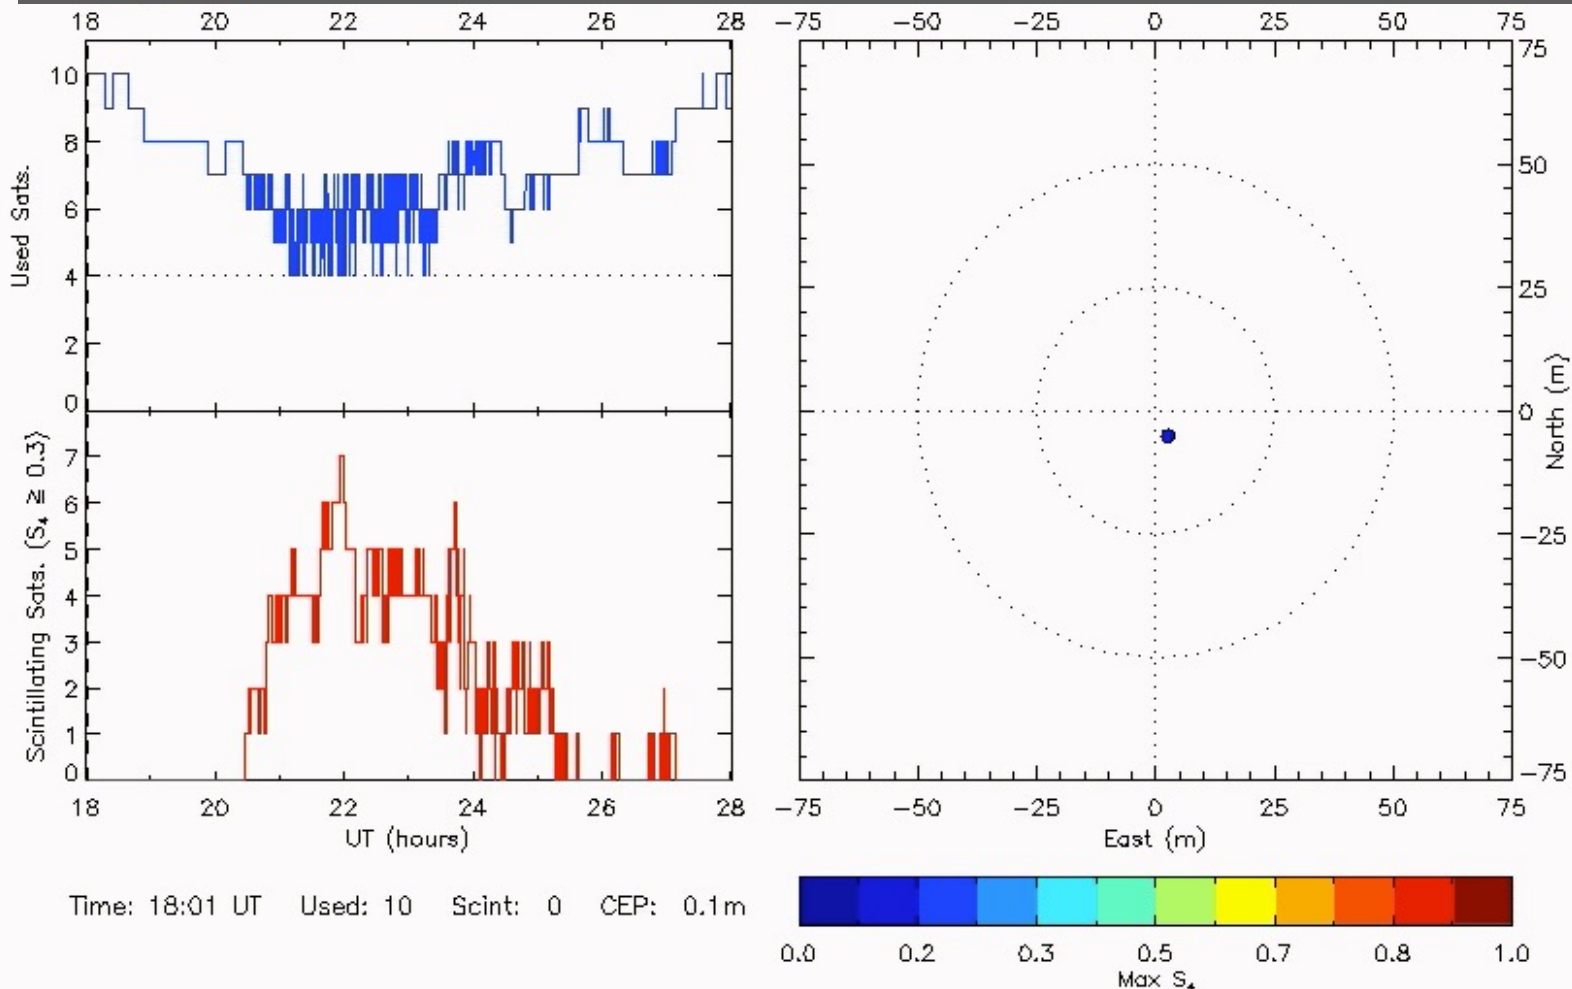 18 20 22 24 26 28
−75 −50 −25 0 25 50 75
10
8
6
4
2
0
Used Sats.
7
6
5
4
3
2
1
0
Scintillating Sats. (S₄ ≥ 0.3)
18 20 22 24 26 28
UT (hours)
75
50
25
0
−25
−50
−75
North (m)
−75 −50 −25 0 25 50 75
East (m)
Time: 18:01 UT Used: 10 Scint: 0 CEP: 0.1m
0.0 0.2 0.3 0.5 0.7 0.8 1.0
Max S₄